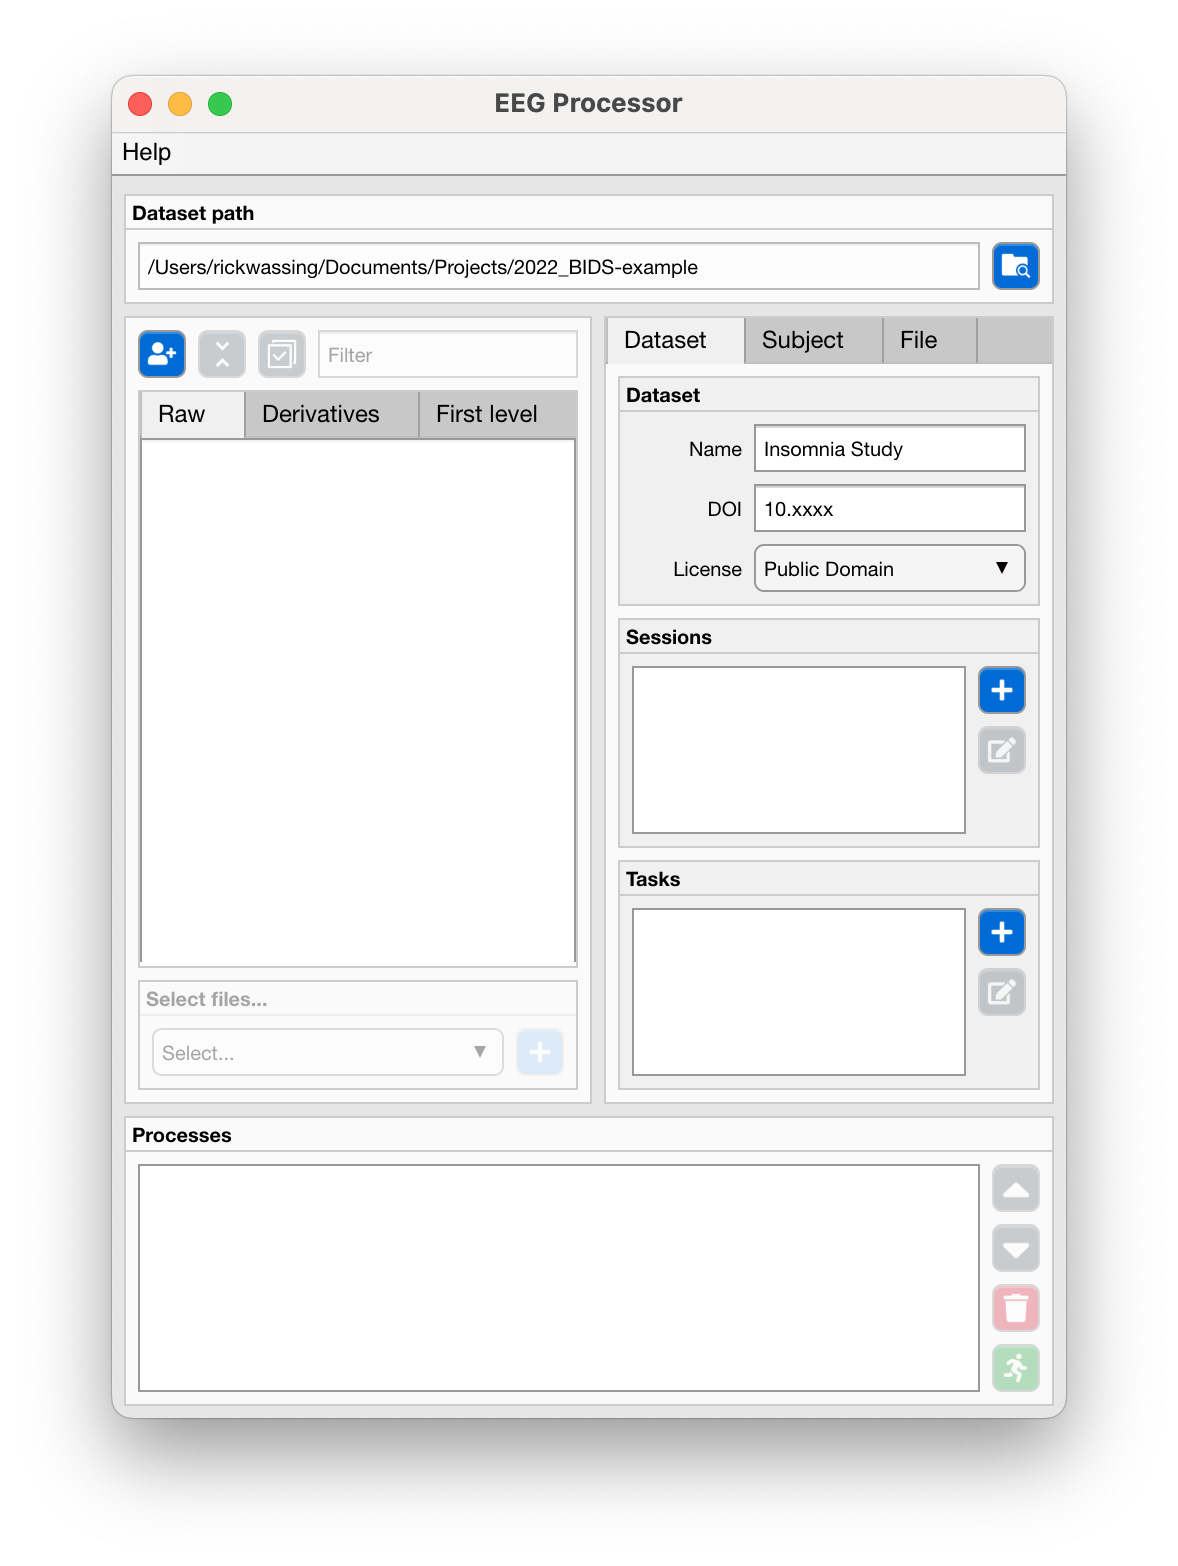 EEG Processor
Help
Dataset path
/Users/rickwassing/Documents/Projects/2022_BIDS-example
Filter
Raw Derivatives First level
Select files...
Select... ▼
Dataset Subject File
Dataset
Name Insomnia Study
DOI 10.xxxx
License Public Domain ▼
Sessions
Tasks
Processes